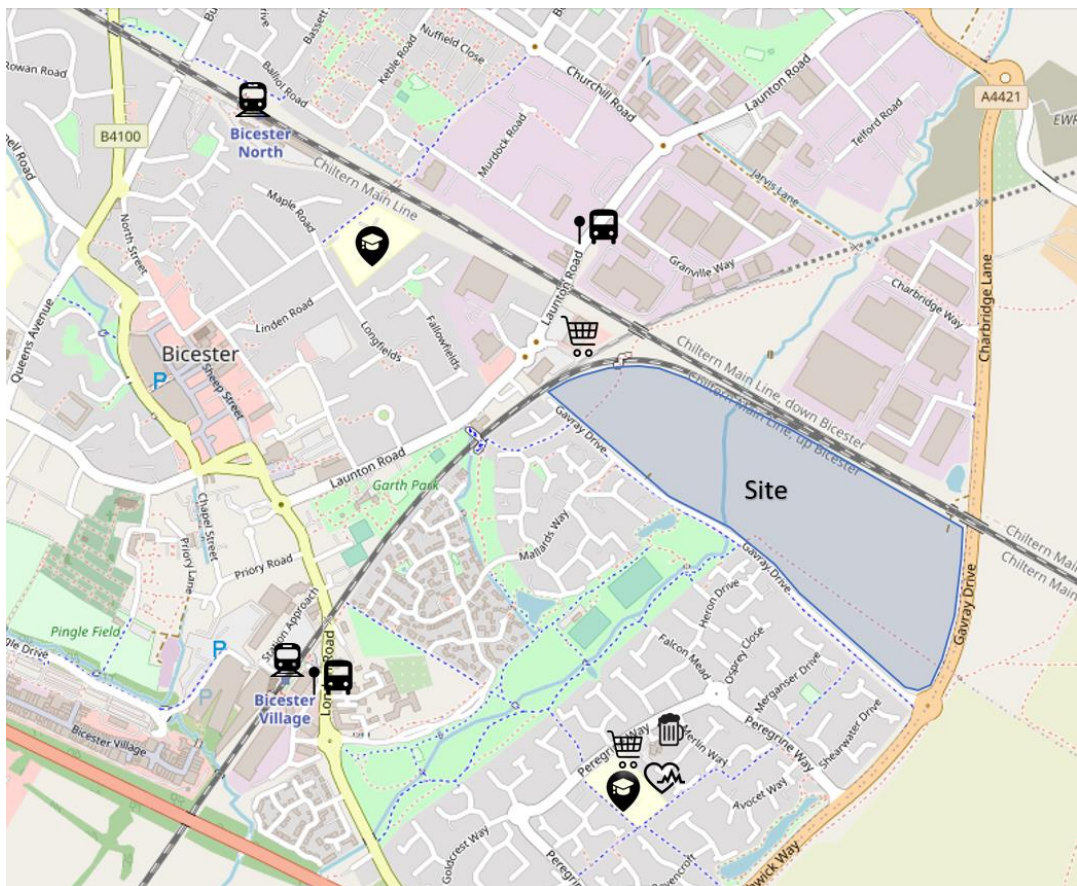 Rowan Road
B4100
Bassett
Nuffield Close
Keble Road
Balliol Road
Bicester
North
Churchill Road
Launton Road
Telford Road
A4421
EWR
Murdock Road
Jarvis Lane
Chiltern Main Line
Maple Road
North Street
Queens Avenue
Linden Road
Longfields
Fallowfields
Launton Road
Granville Way
Charbridge Way
Charbridge Lane
Bicester
Sheep Street
P
Chiltern Main Line, down Bicester
Chiltern Main Line, up Bicester
Gavray Drive
Site
Launton Road
Garth Park
Chapel Street
Priory Lane
Priory Road
Mallards Way
Gavray Drive
Chiltern Main
Chiltern Main
Gavray Drive
Pingle Field
Station Approach
P
P
Bicester
Village
Bicester Village
Heron Drive
Falcon Mead
Osprey Close
Merganser Drive
Shearwater Drive
Peregrine Way
Peregrine Way
Merlin Way
Avocet Way
Goldcrest Way